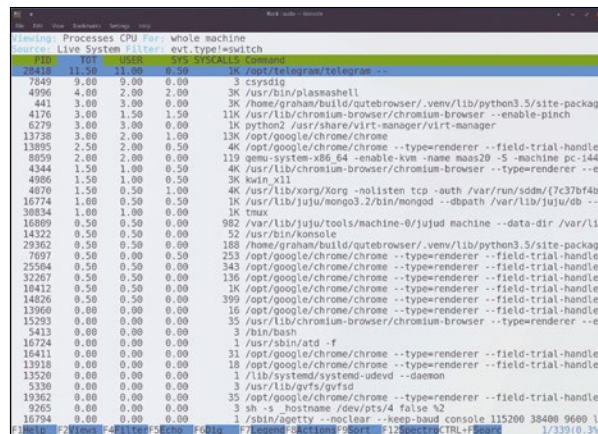 File Edit View Bookmarks Settings Help
Viewing: Processes CPU For: whole machine
Source: Live System Filter: evt.type!=switch
PID TOT USER SYS SYSCALLS Command
28418 11.50 11.00 0.50 1K /opt/telegram/telegram --
7849 9.00 9.00 0.00 3 csysdig
4996 4.00 2.00 2.00 3K /usr/bin/plasmashell
441 3.00 3.00 0.00 3K /home/graham/build/qutebrowser/.venv/lib/python3.5/site-packag
4176 3.00 1.50 1.50 11K /usr/lib/chromium-browser/chromium-browser --enable-pinch
6279 3.00 3.00 0.00 1K python2 /usr/share/virt-manager/virt-manager
13738 3.00 2.00 1.00 13K /opt/google/chrome/chrome
13895 2.50 2.00 0.50 4K /opt/google/chrome/chrome --type=renderer --field-trial-handle
8059 2.00 2.00 0.00 119 qemu-system-x86_64 -enable-kvm -name maas20 -S -machine pc-i44
4344 1.50 1.00 0.50 4K /usr/lib/chromium-browser/chromium-browser --type=renderer --e
4986 1.50 1.00 0.50 3K kwin_x11
4070 1.50 0.50 1.00 4K /usr/lib/xorg/Xorg -nolisten tcp -auth /var/run/sddm/{7c37bf4b
16774 1.00 1.00 0.50 1K /usr/lib/juju/mongo3.2/bin/mongod --dbpath /var/lib/juju/db --
30834 1.00 1.00 0.00 1K tmux
16809 0.50 0.50 0.00 982 /var/lib/juju/tools/machine-0/jujud machine --data-dir /var/li
14322 0.50 0.50 0.00 52 /usr/bin/konsole
29362 0.50 0.50 0.00 188 /home/graham/build/qutebrowser/.venv/lib/python3.5/site-packag
7697 0.50 0.00 0.50 253 /opt/google/chrome/chrome --type=renderer --field-trial-handle
25504 0.50 0.50 0.00 343 /opt/google/chrome/chrome --type=renderer --field-trial-handle
32267 0.50 0.50 0.00 136 /opt/google/chrome/chrome --type=renderer --field-trial-handle
10412 0.50 0.50 0.00 1K /opt/google/chrome/chrome --type=renderer --field-trial-handle
14826 0.50 0.50 0.00 399 /opt/google/chrome/chrome --type=renderer --field-trial-handle
13960 0.00 0.00 0.00 16 /opt/google/chrome/chrome --type=renderer --field-trial-handle
15293 0.00 0.00 0.00 35 /usr/lib/chromium-browser/chromium-browser --type=renderer --e
5413 0.00 0.00 0.00 3 /bin/bash
16724 0.00 0.00 0.00 1 /usr/sbin/atd -f
16411 0.00 0.00 0.00 31 /opt/google/chrome/chrome --type=renderer --field-trial-handle
13918 0.00 0.00 0.00 18 /opt/google/chrome/chrome --type=renderer --field-trial-handle
13520 0.00 0.00 0.00 1 /lib/systemd/systemd-udevd --daemon
5330 0.00 0.00 0.00 3 /usr/lib/gvfs/gvfsd
19362 0.00 0.00 0.00 35 /opt/google/chrome/chrome --type=renderer --field-trial-handle
9265 0.00 0.00 0.00 3 sh -s _hostname /dev/pts/4 false %2
16794 0.00 0.00 0.00 1 /sbin/agetty --noclear --keep-baud console 115200 38400 9600 l
F1Help F2Views F4Filter F5Echo F6Dig F7Legend F8Actions F9Sort F12Spectro CTRL+FSearc 1/339(0.3%